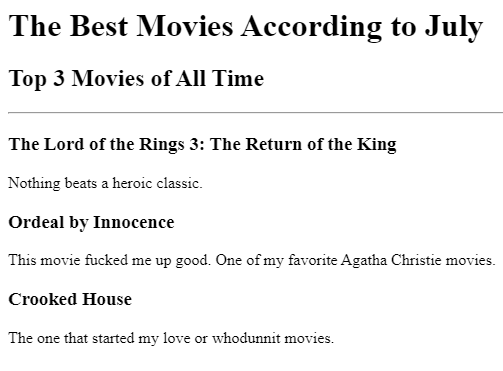 The Best Movies According to July
Top 3 Movies of All Time
The Lord of the Rings 3: The Return of the King
Nothing beats a heroic classic.
Ordeal by Innocence
This movie fucked me up good. One of my favorite Agatha Christie movies.
Crooked House
The one that started my love or whodunnit movies.